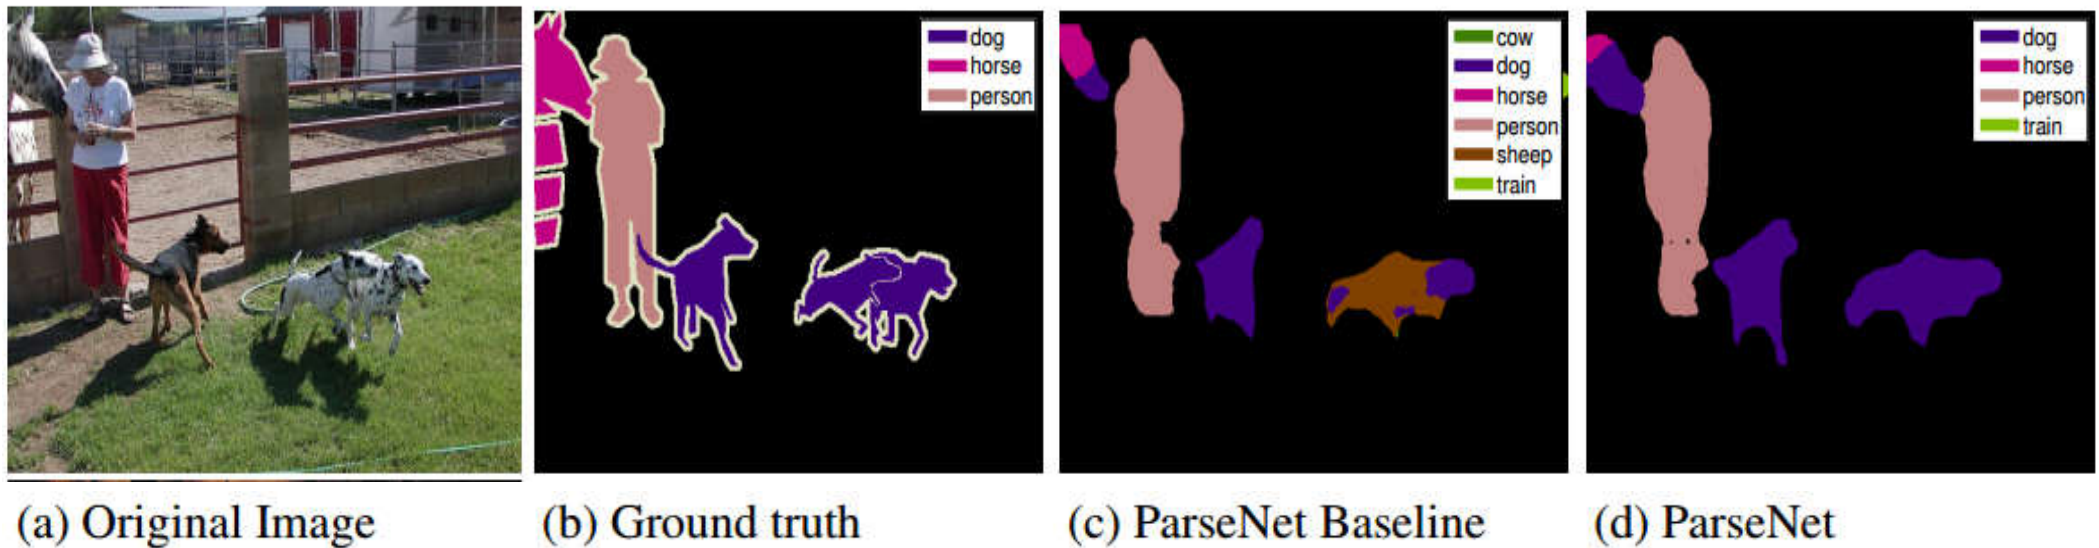 dog
horse
person
cow
dog
horse
person
sheep
train
dog
horse
person
train
(a) Original Image
(b) Ground truth
(c) ParseNet Baseline
(d) ParseNet